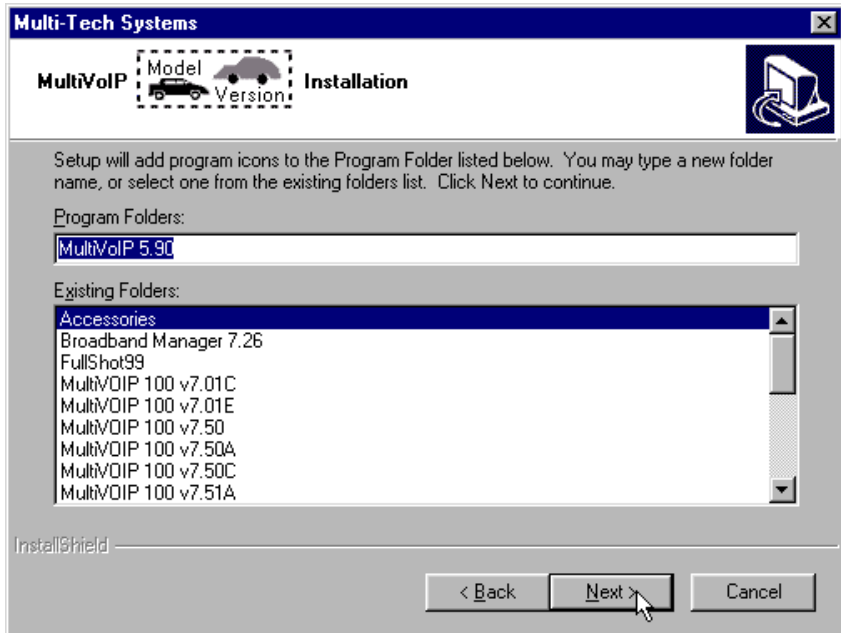 Multi-Tech Systems
MultiVoIP Model Version Installation
Setup will add program icons to the Program Folder listed below. You may type a new folder
name, or select one from the existing folders list. Click Next to continue.
Program Folders:
MultiVoIP 5.90
Existing Folders:
Accessories
Broadband Manager 7.26
FullShot99
MultiVOIP 100 v7.01C
MultiVOIP 100 v7.01E
MultiVOIP 100 v7.50
MultiVOIP 100 v7.50A
MultiVOIP 100 v7.50C
MultiVOIP 100 v7.51A
InstallShield
< Back Next > Cancel